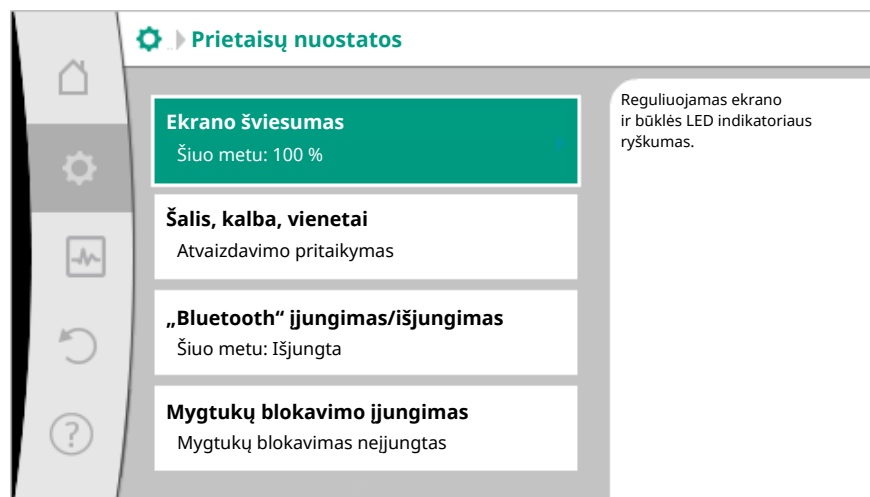 Prietaisų nuostatos
Ekrano šviesumas
Šiuo metu: 100 %
Šalis, kalba, vienetai
Atvaizdavimo pritaikymas
„Bluetooth“ įjungimas/išjungimas
Šiuo metu: Išjungta
Mygtukų blokavimo įjungimas
Mygtukų blokavimas neįjungtas
Reguliuojamas ekrano
ir būklės LED indikatoriaus
ryškumas.
?